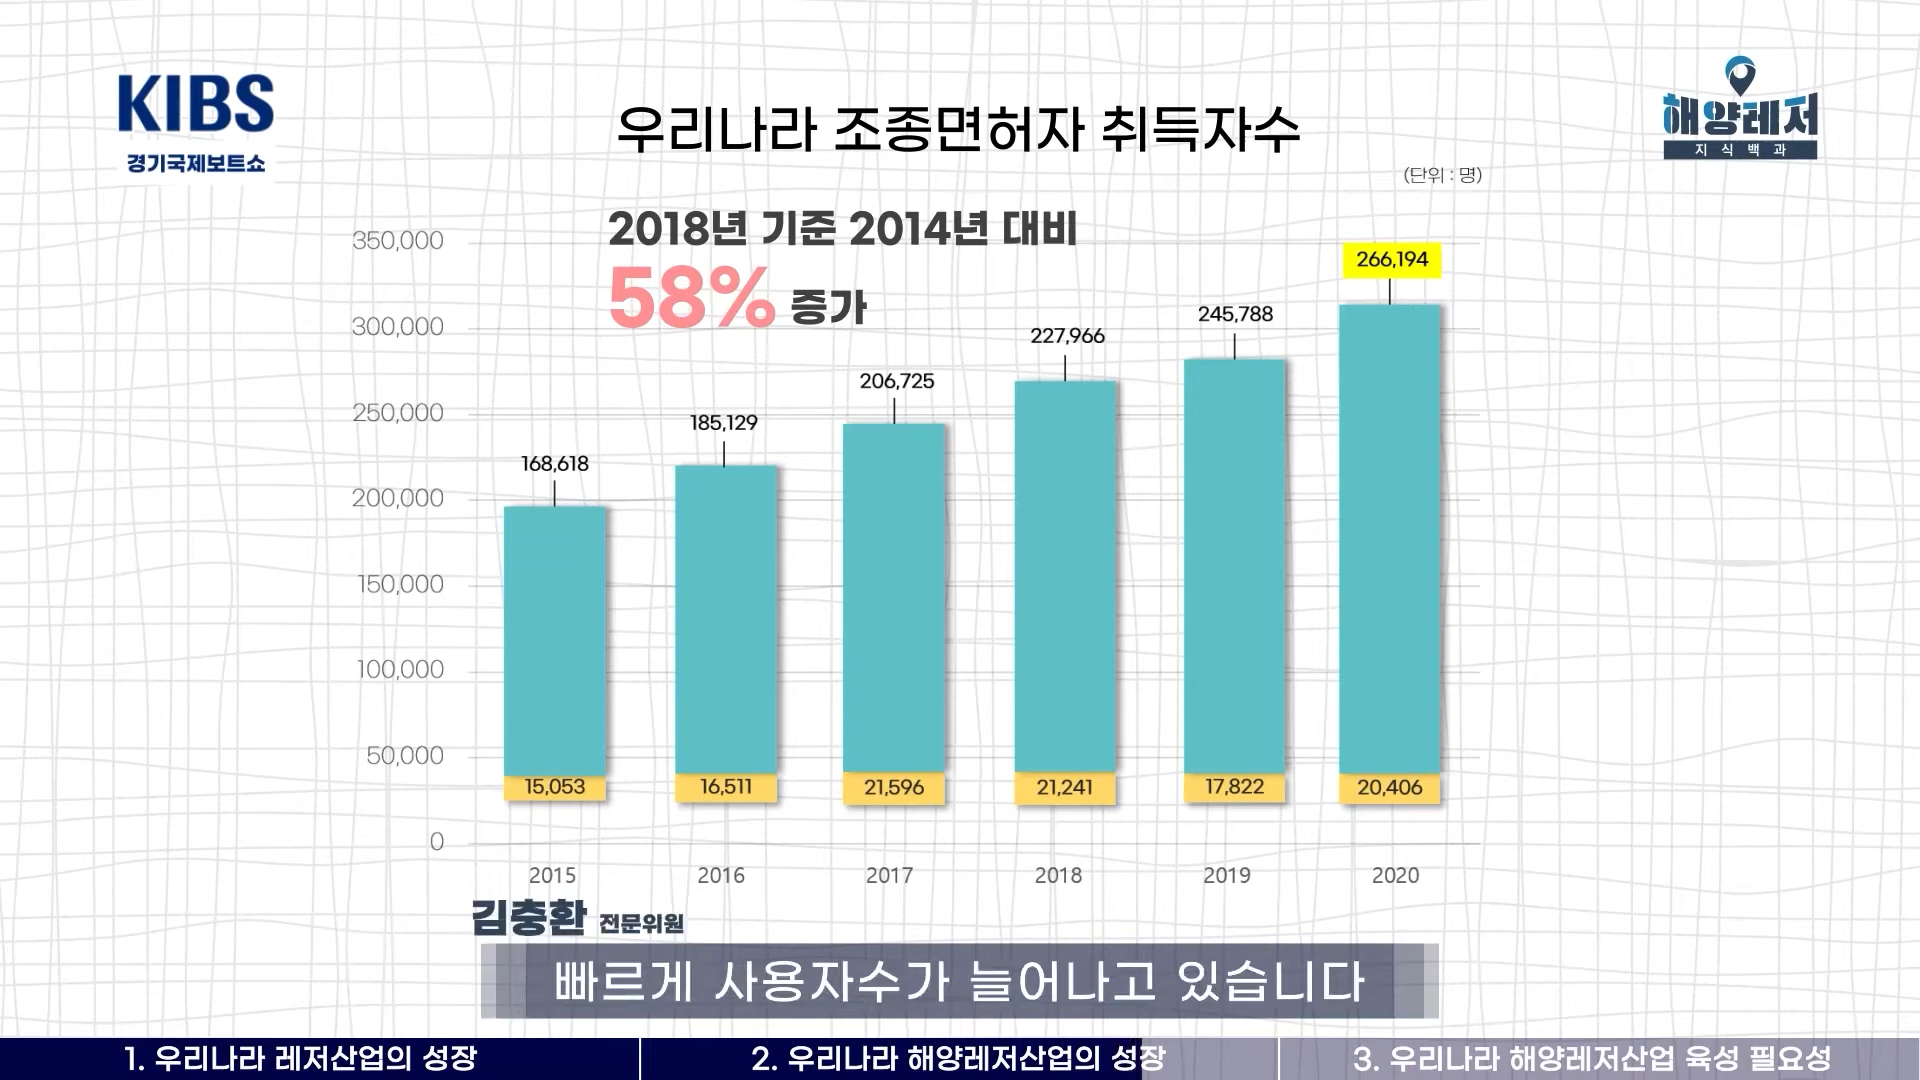 KIBS
경기국제보트쇼
우리나라 조종면허자 취득자수
해양레저
지식백과
(단위 : 명)
2018년 기준 2014년 대비
58% 증가
350,000
300,000
250,000
200,000
150,000
100,000
50,000
0
168,618
185,129
206,725
227,966
245,788
266,194
15,053
16,511
21,596
21,241
17,822
20,406
2015
2016
2017
2018
2019
2020
김충환 전문위원
빠르게 사용자수가 늘어나고 있습니다
1. 우리나라 레저산업의 성장
2. 우리나라 해양레저산업의 성장
3. 우리나라 해양레저산업 육성 필요성